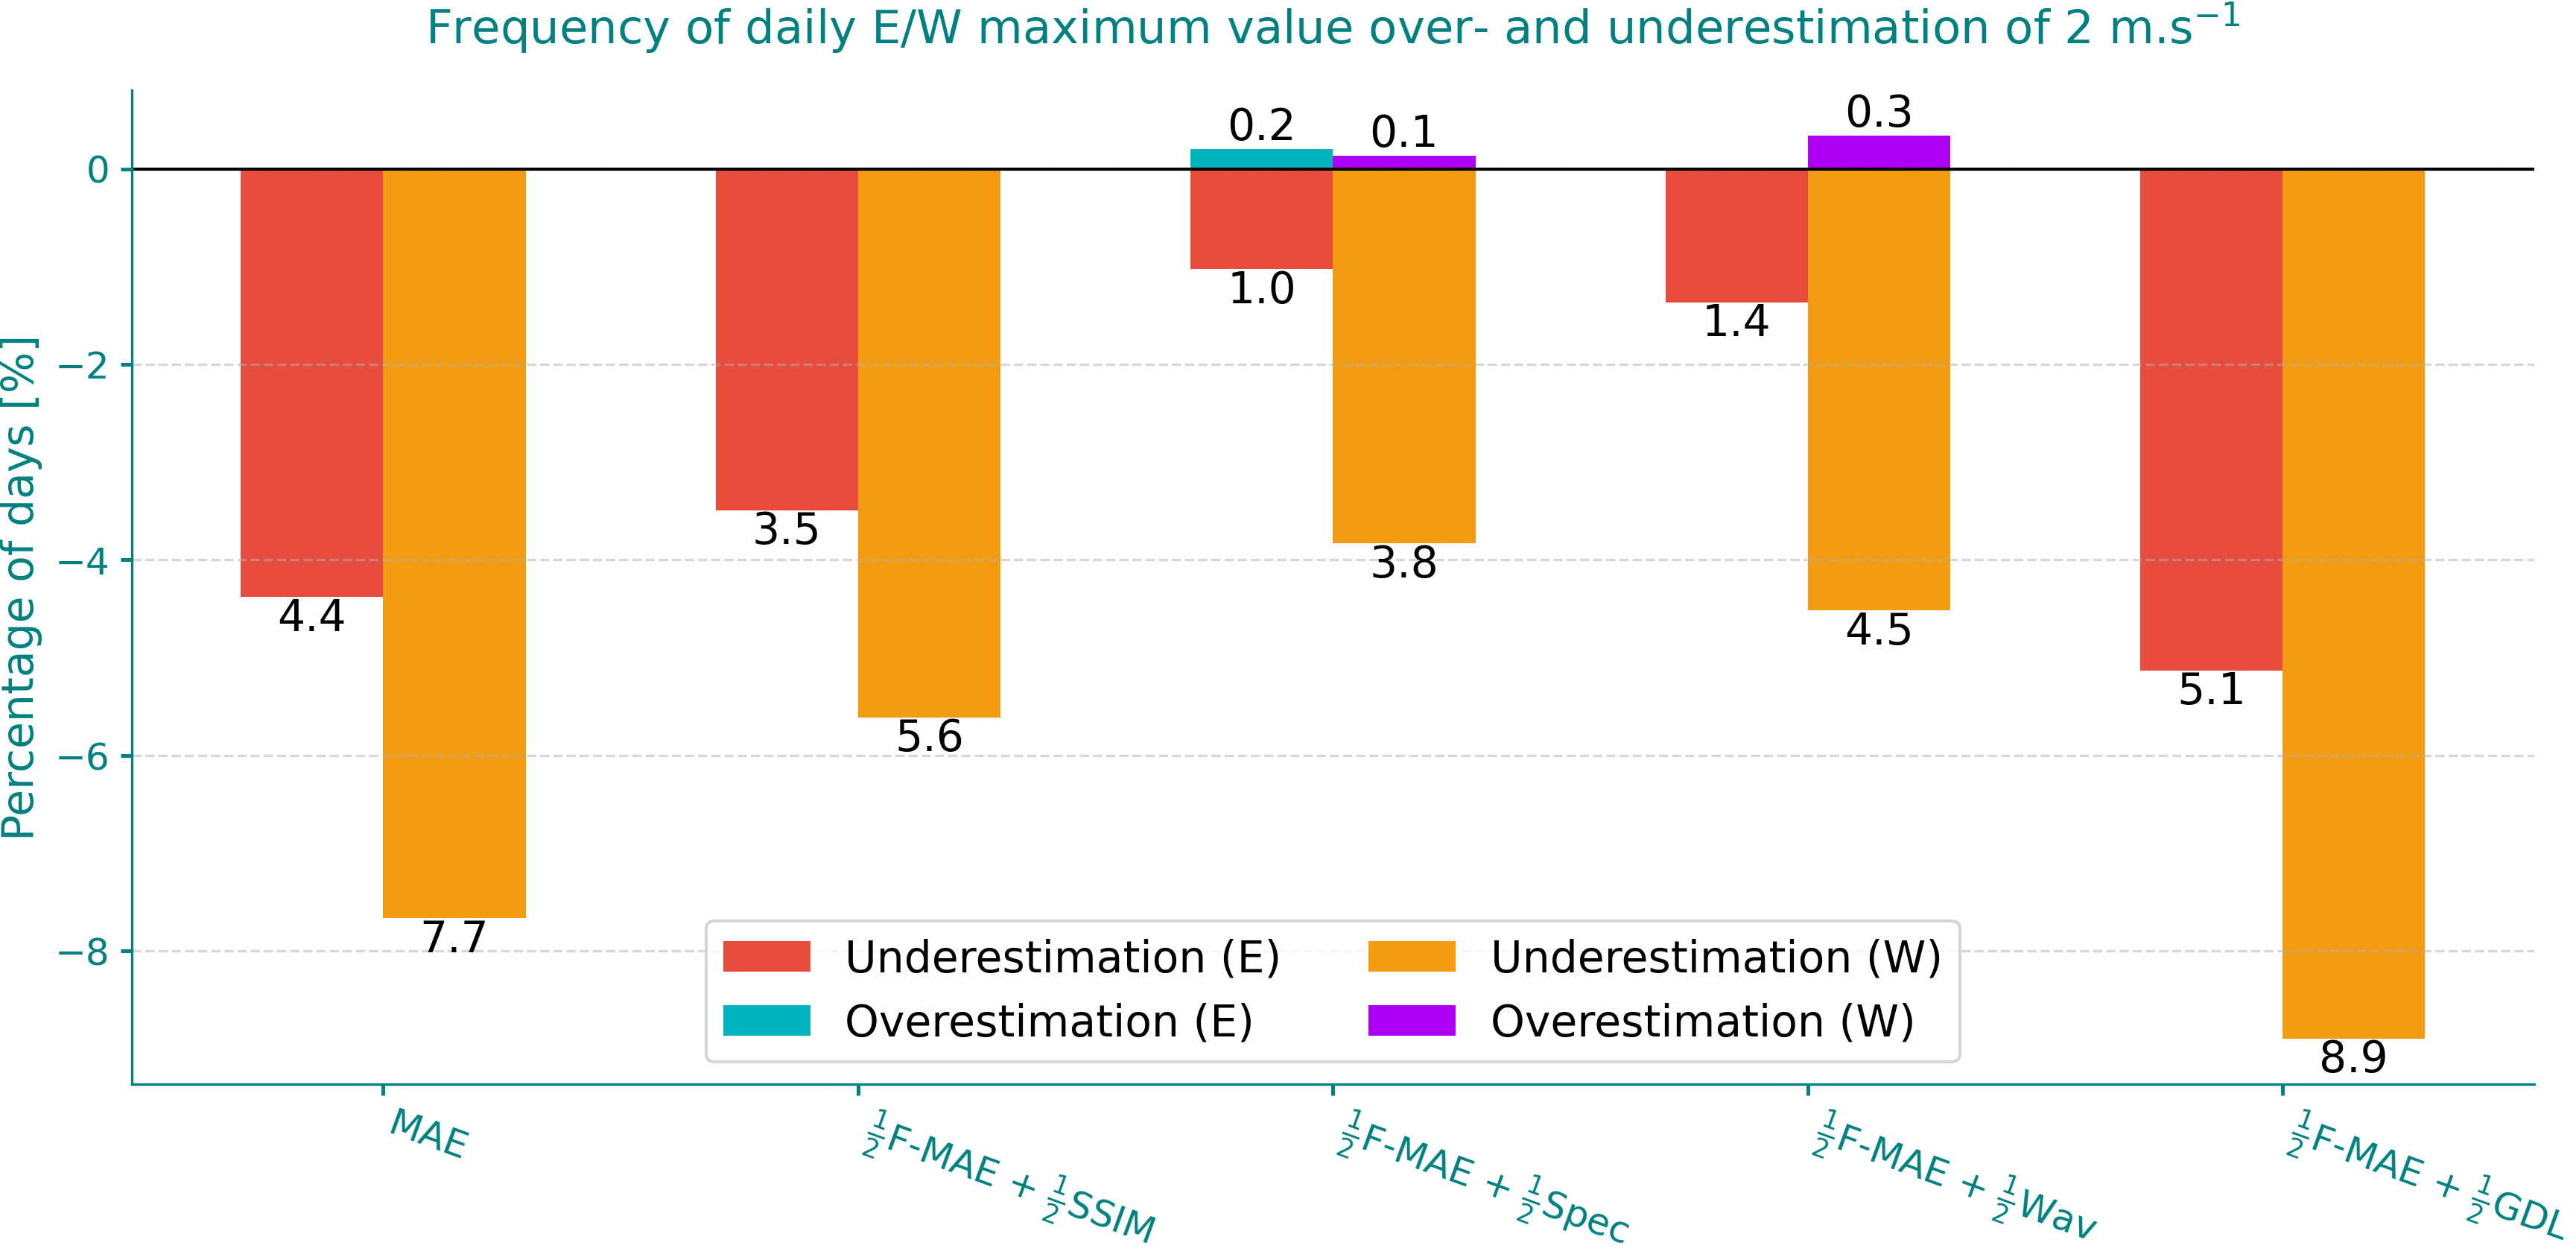 Frequency of daily E/W maximum value over- and underestimation of 2 m.s⁻¹
Percentage of days [%]
0
−2
−4
−6
−8
4.4
7.7
3.5
5.6
0.2
0.1
1.0
3.8
0.3
1.4
4.5
5.1
8.9
Underestimation (E)
Overestimation (E)
Underestimation (W)
Overestimation (W)
MAE
½F-MAE + ½SSIM
½F-MAE + ½Spec
½F-MAE + ½Wav
½F-MAE + ½GDL